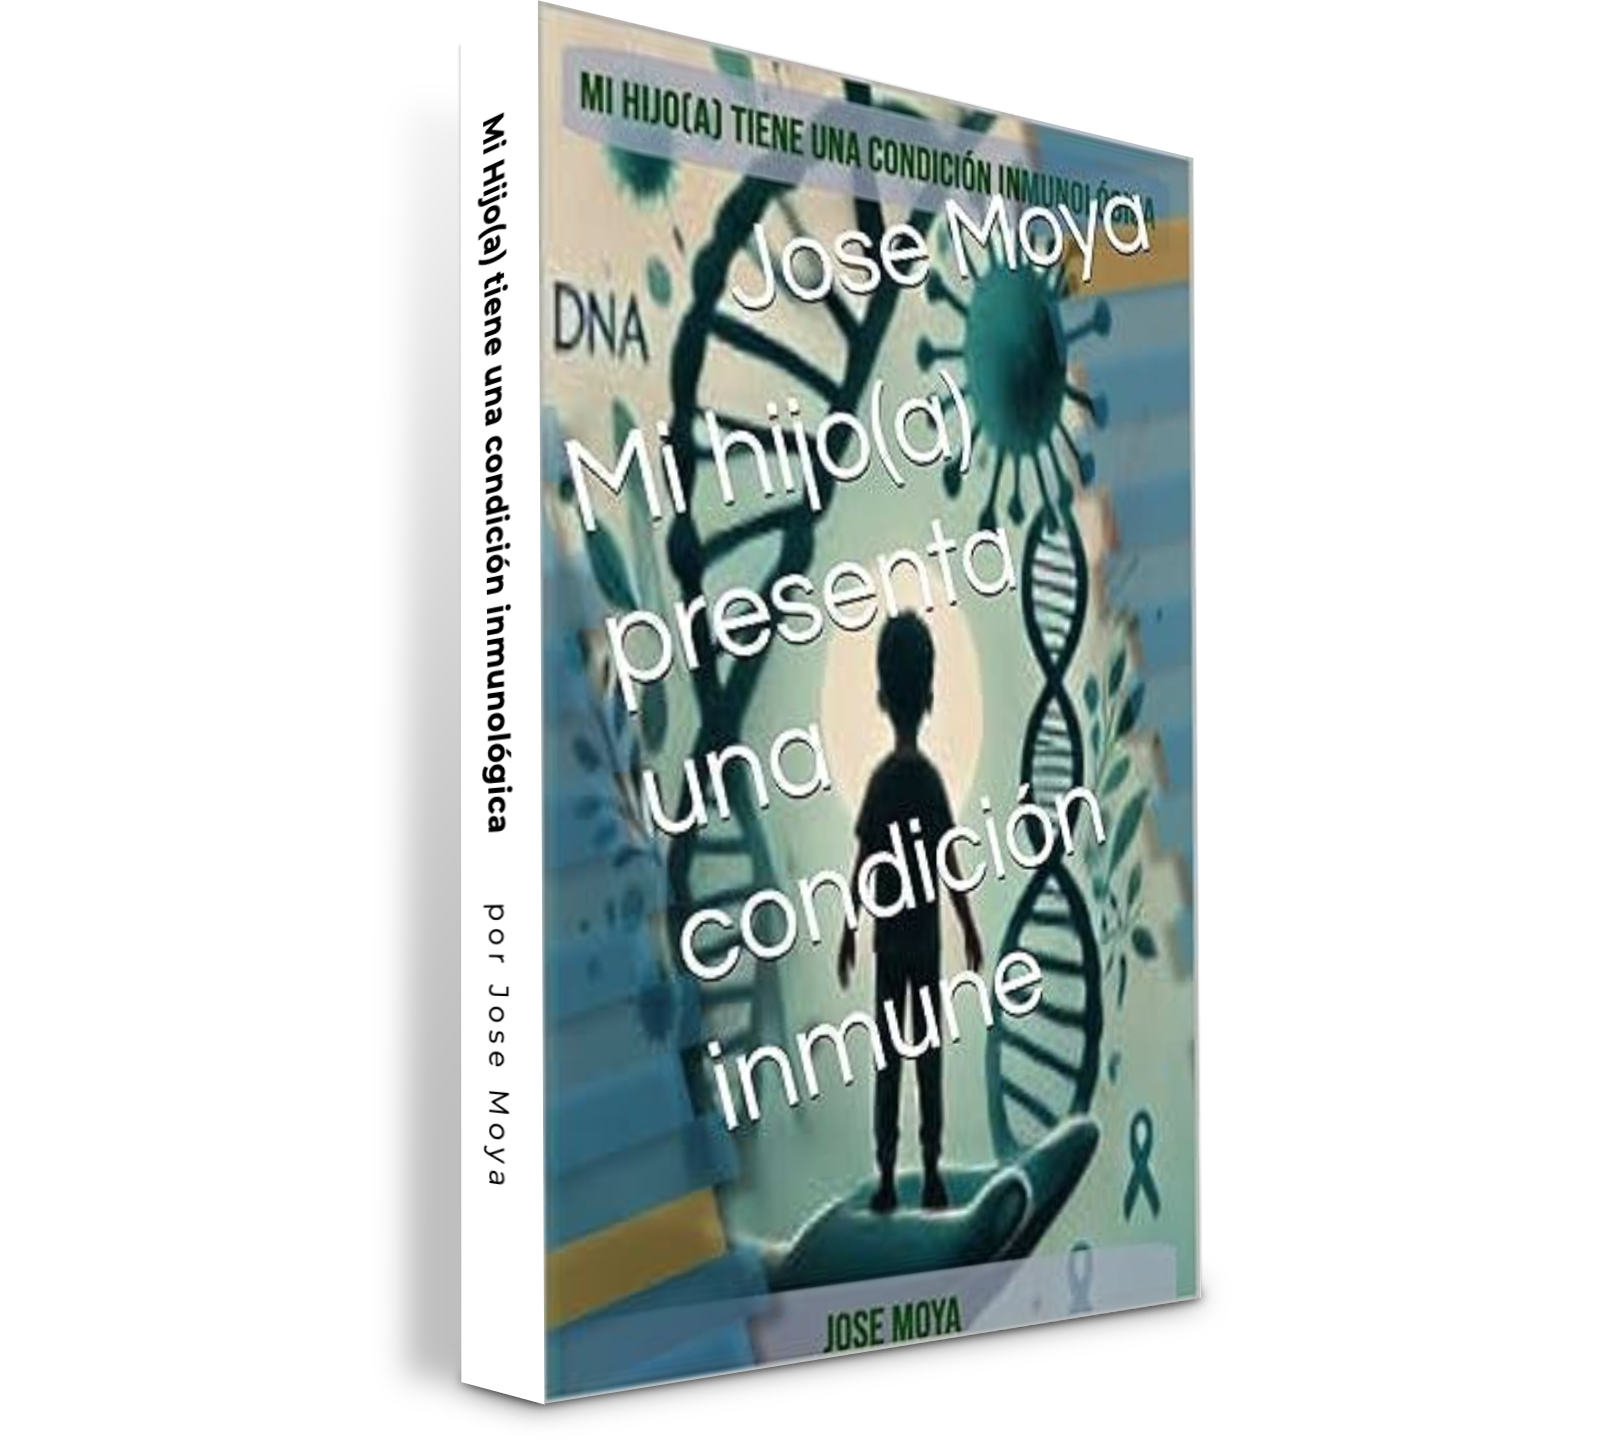 Mi Hijo(a) tiene una condición inmunológica por Jose Moya
MI HIJO(A) TIENE UNA CONDICIÓN INMUNOLÓGICA
Jose Moya
DNA
Mi hijo(a)
presenta
una
condición
inmune
JOSE MOYA